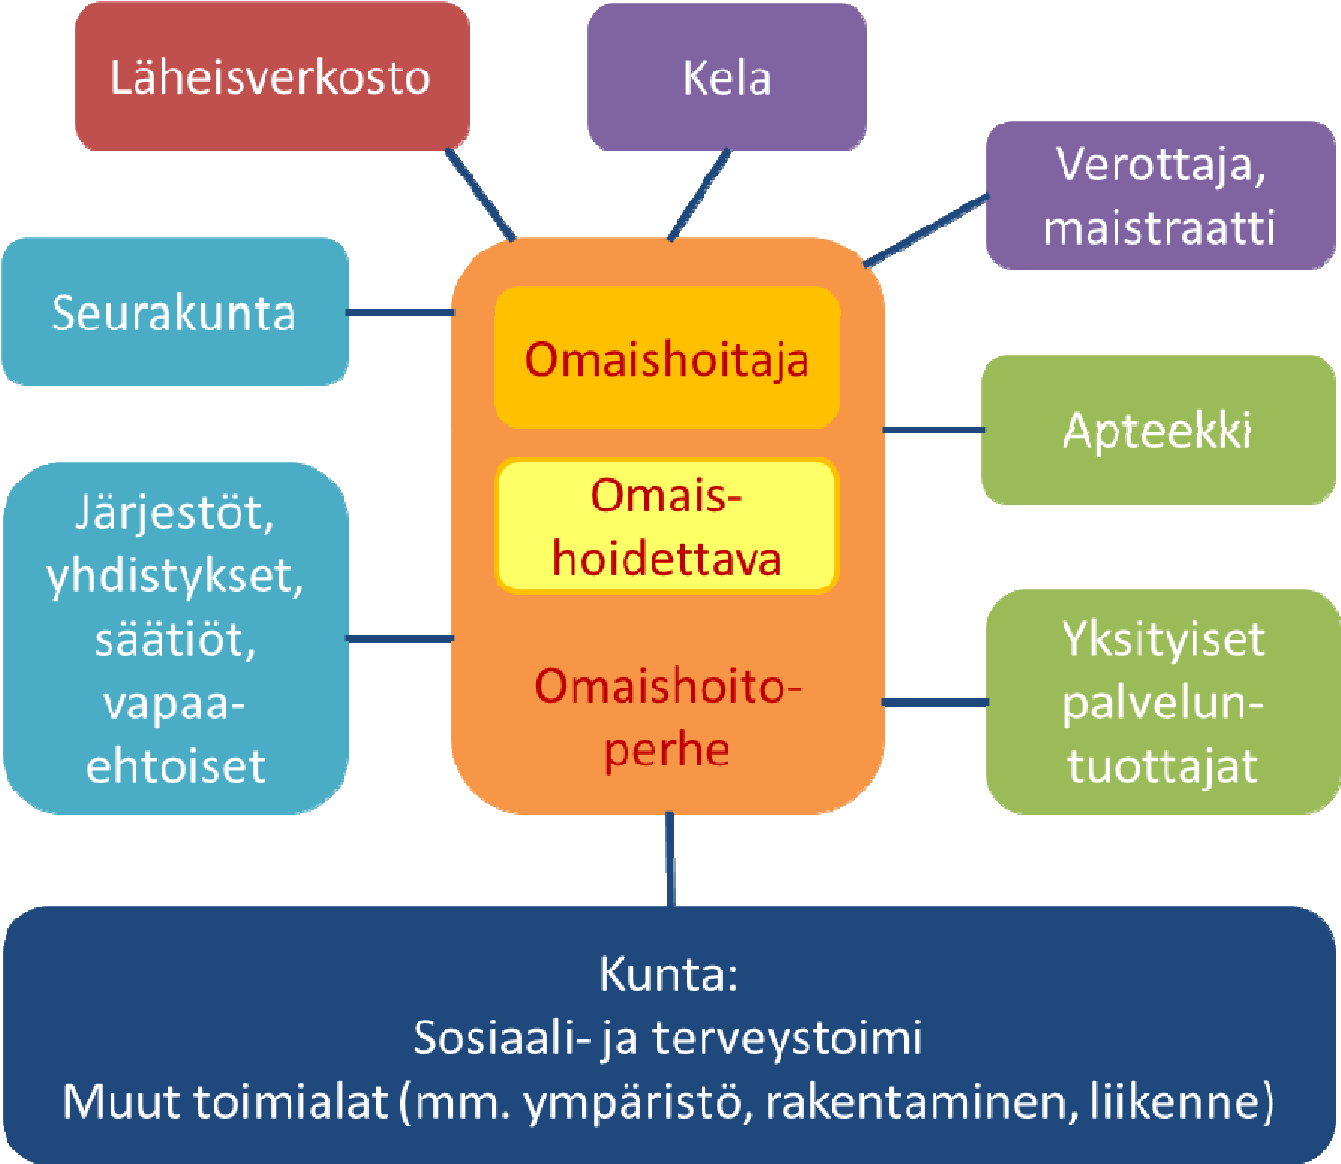 Läheisverkosto
Kela
Verottaja,
maistraatti
Seurakunta
Omaishoitaja
Apteekki
Omais-
hoidettava
Järjestöt,
yhdistykset,
säätiöt,
vapaa-
ehtoiset
Omaishoito-
perhe
Yksityiset
palvelun-
tuottajat
Kunta:
Sosiaali- ja terveystoimi
Muut toimialat (mm. ympäristö, rakentaminen, liikenne)